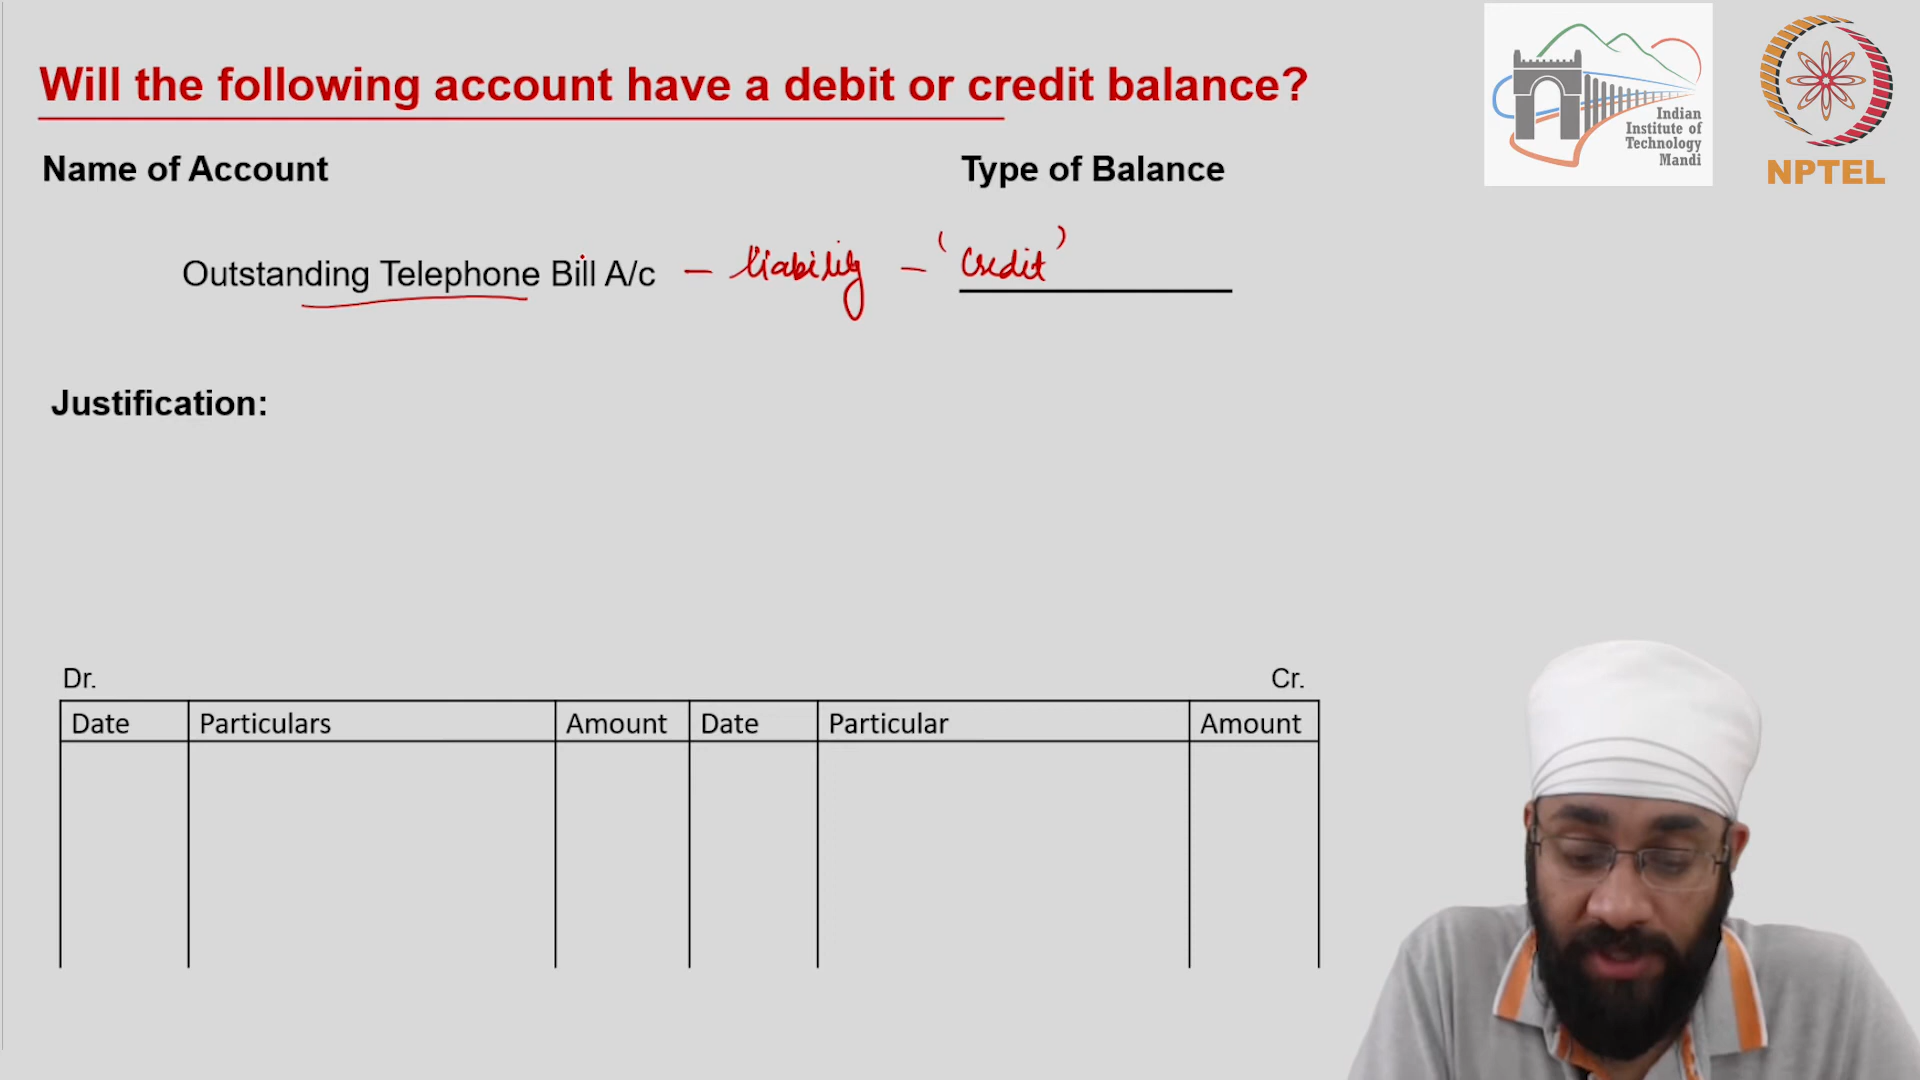 Will the following account have a debit or credit balance?
Indian
Institute of
Technology
Mandi
NPTEL
Name of Account Type of Balance
Outstanding Telephone Bill A/c – liability – (Credit)
Justification:
Dr. Cr.
Date Particulars Amount Date Particular Amount